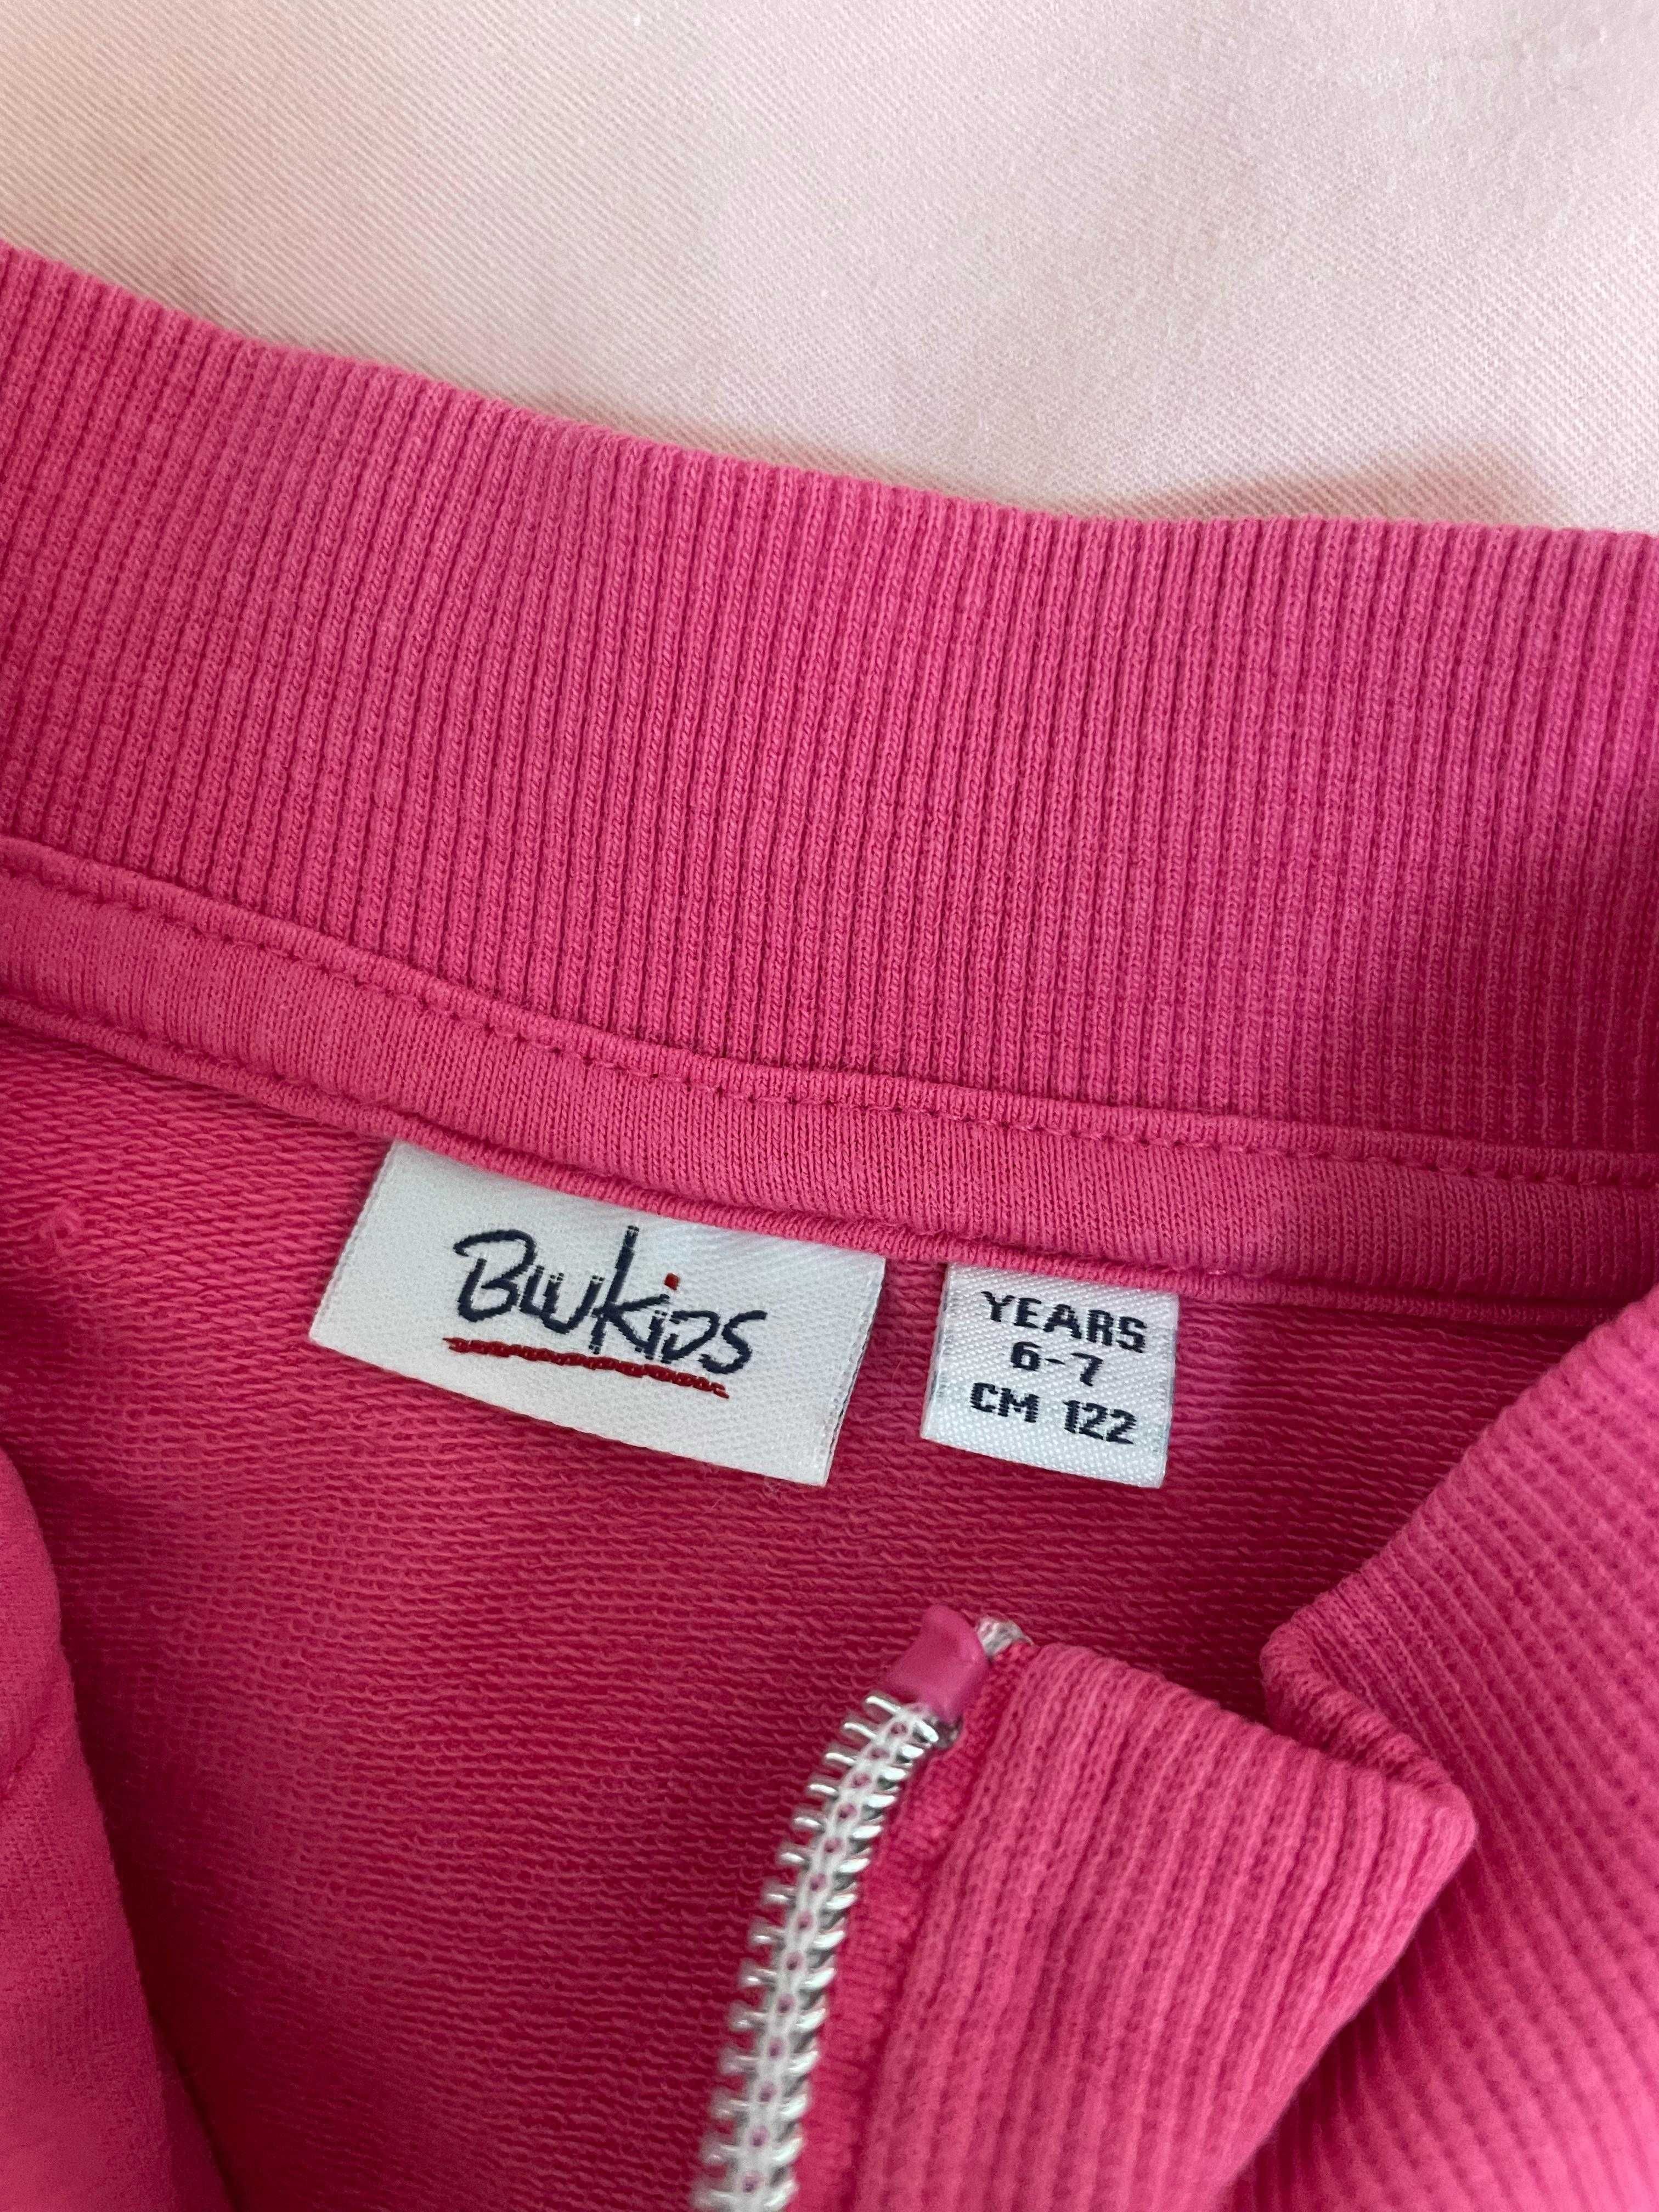 BluKids
YEARS
6-7
CM 122